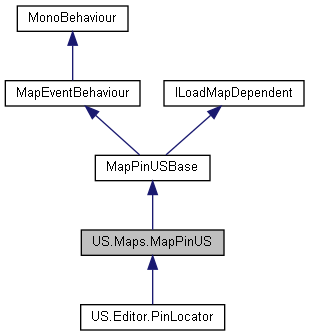 MonoBehaviour
MapEventBehaviour
ILoadMapDependent
MapPinUSBase
US.Maps.MapPinUS
US.Editor.PinLocator